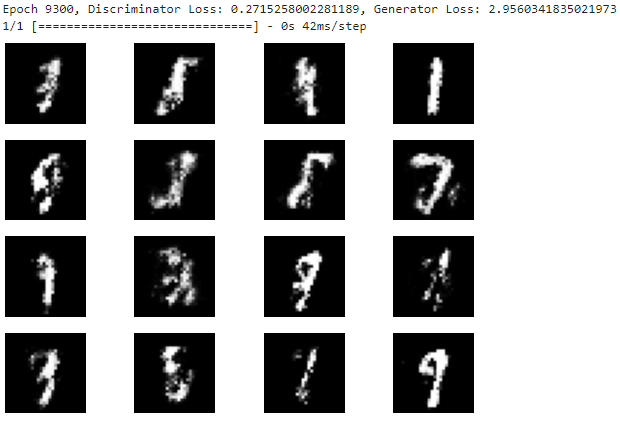 Epoch 9300, Discriminator Loss: 0.2715258002281189, Generator Loss: 2.9560341835021973
1/1 [==============================] - 0s 42ms/step